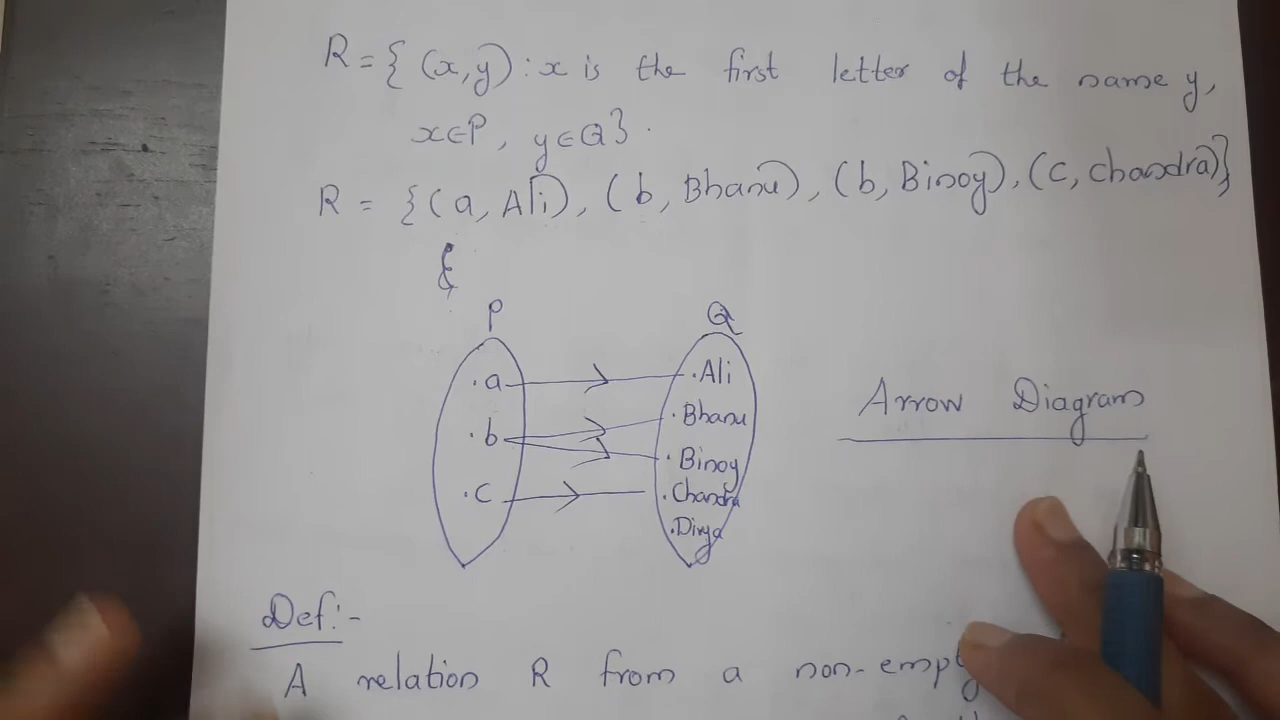 R = { (x,y) : x is the first letter of the name y,
x∈P, y∈Q}.
R = {(a, Ali), (b, Bhanu), (b, Binoy), (c, Chandra)}
P Q
.a .Ali
.Bhanu
.b .Binoy
.c .Chandra
.Divya
Arrow Diagram
Def:-
A relation R from a non-emp